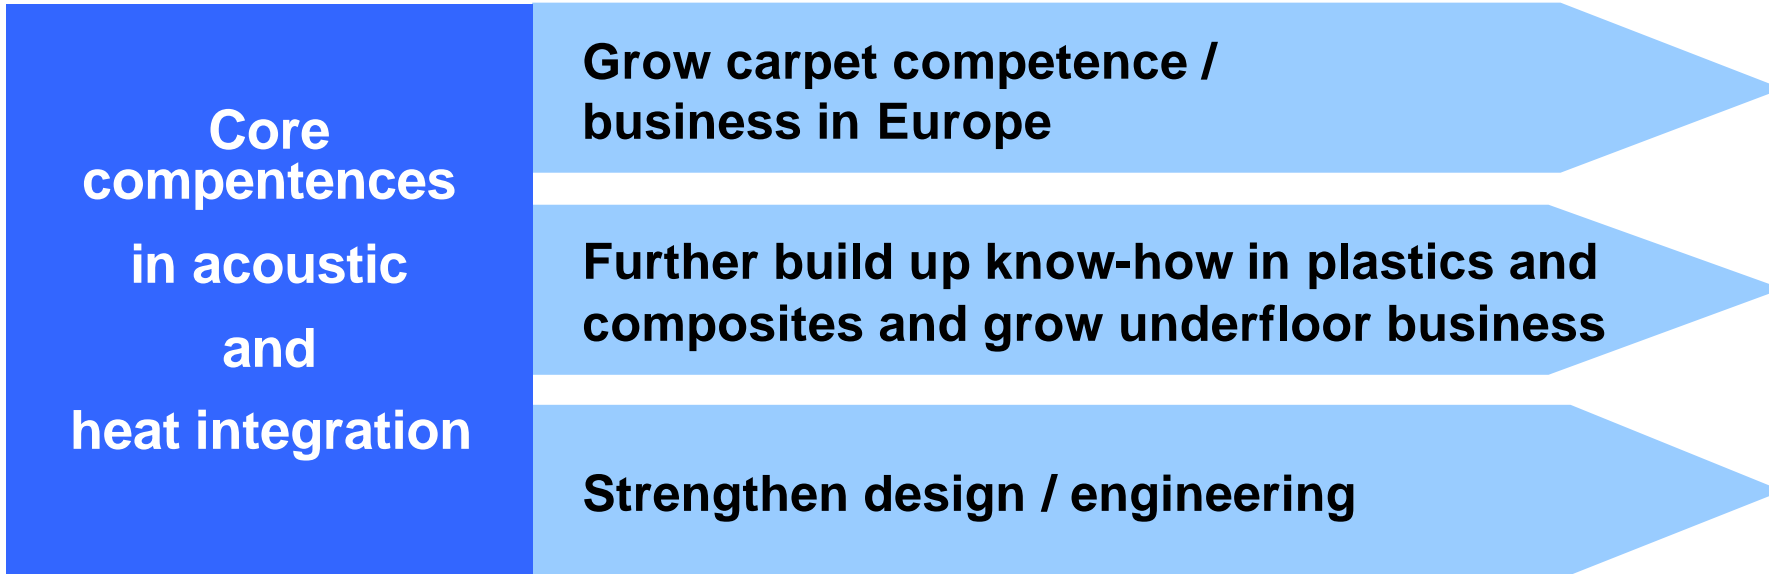 Core
compentences
in acoustic
and
heat integration
Grow carpet competence /
business in Europe
Further build up know-how in plastics and
composites and grow underfloor business
Strengthen design / engineering